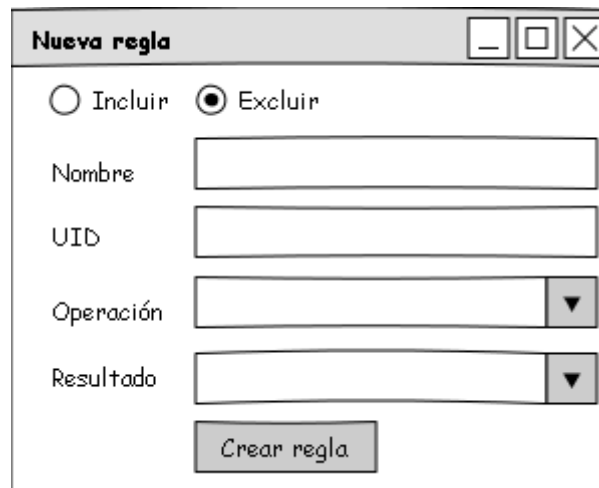 Nueva regla
Incluir Excluir
Nombre
UID
Operación
Resultado
Crear regla